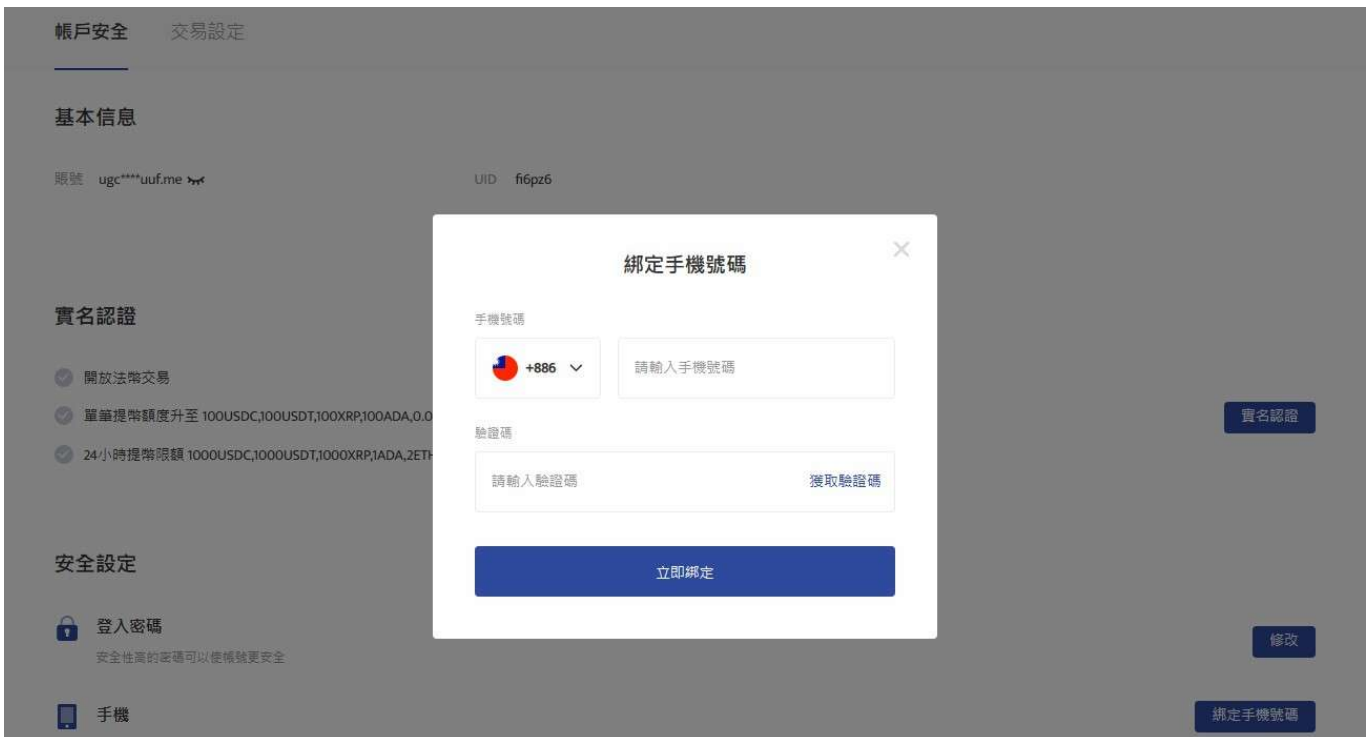 帳戶安全 交易設定
基本信息
賬號 ugc****uuf.me UID fi6pz6
綁定手機號碼
手機號碼
+886 請輸入手機號碼
驗證碼
請輸入驗證碼 獲取驗證碼
立即綁定
實名認證
開放法幣交易
單筆提幣額度升至 100USDC,100USDT,100XRP,100ADA,0.0
24小時提幣限額 1000USDC,1000USDT,1000XRP,1ADA,2ETH
實名認證
安全設定
登入密碼
安全性高的密碼可以使帳號更安全
修改
手機
綁定手機號碼